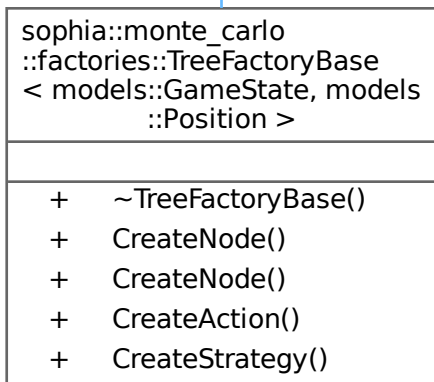 sophia::monte_carlo
::factories::TreeFactoryBase
< models::GameState, models
::Position >
+ ~TreeFactoryBase()
+ CreateNode()
+ CreateNode()
+ CreateAction()
+ CreateStrategy()